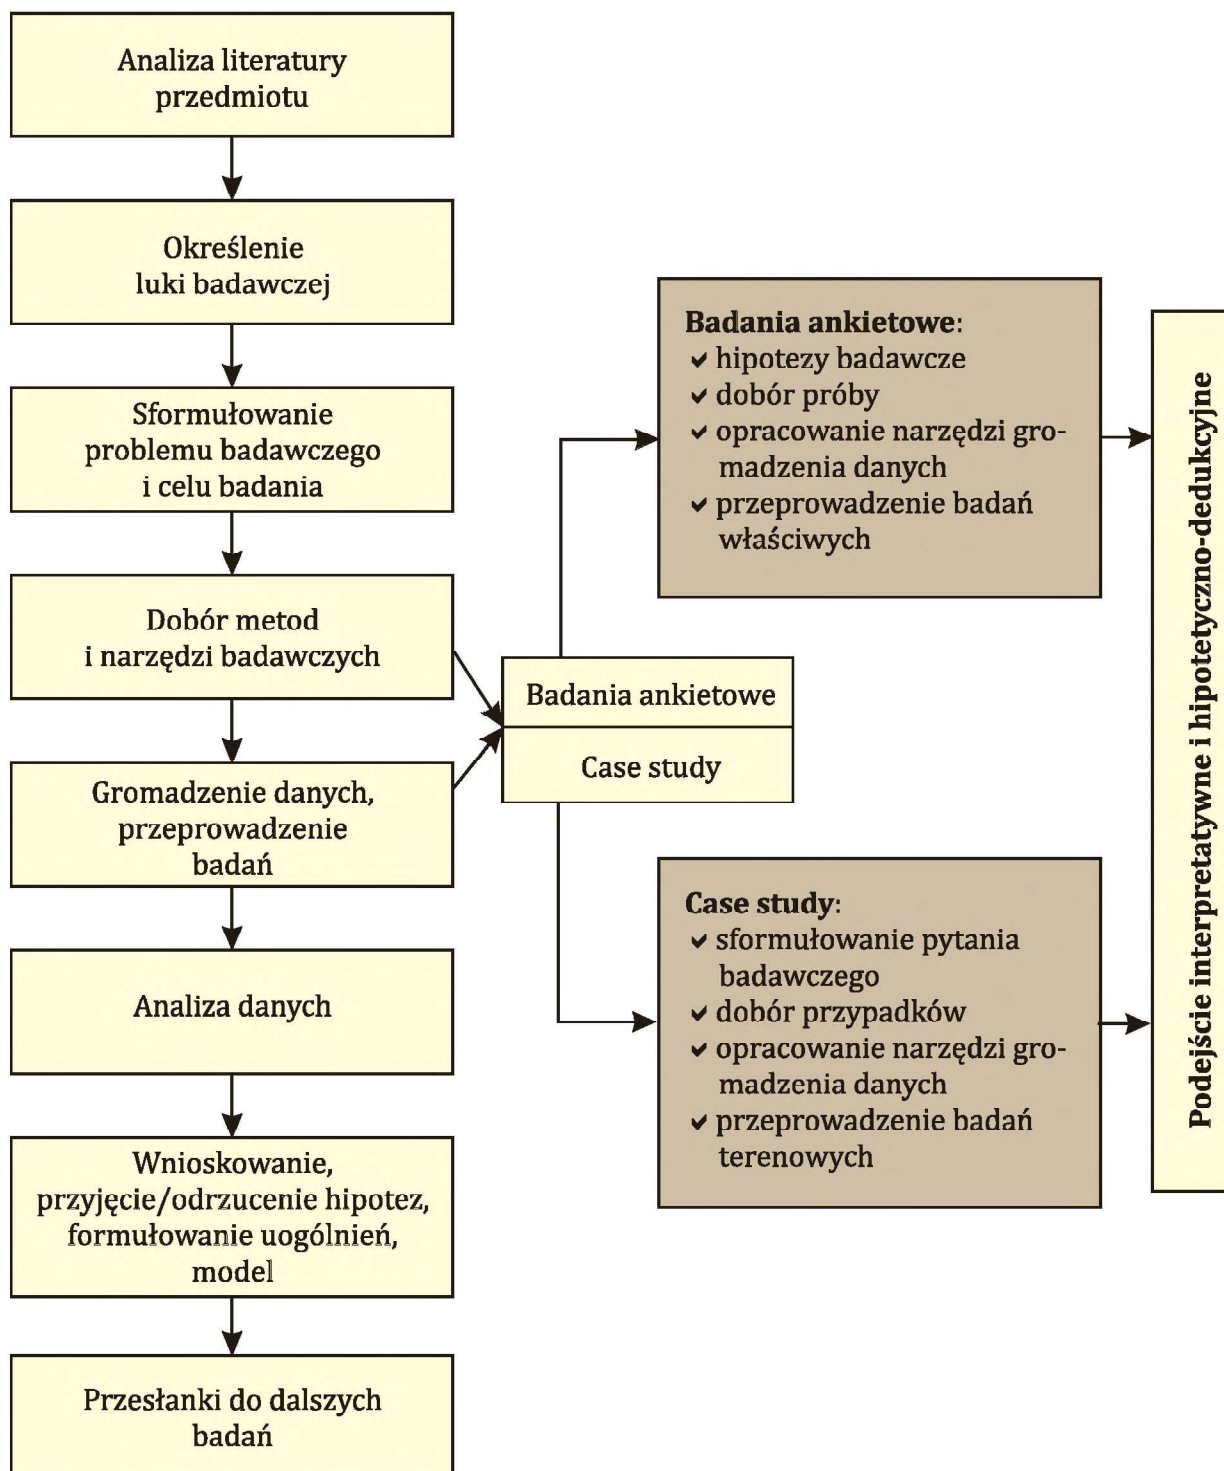 Analiza literatury
przedmiotu
Określenie
luki badawczej
Sformułowanie
problemu badawczego
i celu badania
Dobór metod
i narzędzi badawczych
Gromadzenie danych,
przeprowadzenie
badań
Analiza danych
Wnioskowanie,
przyjęcie/odrzucenie hipotez,
formułowanie uogólnień,
model
Przesłanki do dalszych
badań
Badania ankietowe
Case study
Badania ankietowe:
✓ hipotezy badawcze
✓ dobór próby
✓ opracowanie narzędzi gro-
madzenia danych
✓ przeprowadzenie badań
właściwych
Case study:
✓ sformułowanie pytania
badawczego
✓ dobór przypadków
✓ opracowanie narzędzi gro-
madzenia danych
✓ przeprowadzenie badań
terenowych
Podejście interpretatywne i hipotetyczno-dedukcyjne